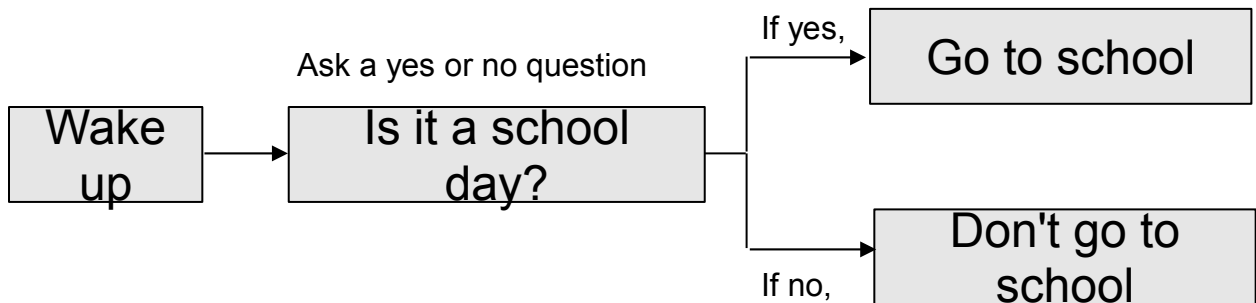 If yes,
Go to school
Ask a yes or no question
Wake
up
Is it a school
day?
Don't go to
school
If no,